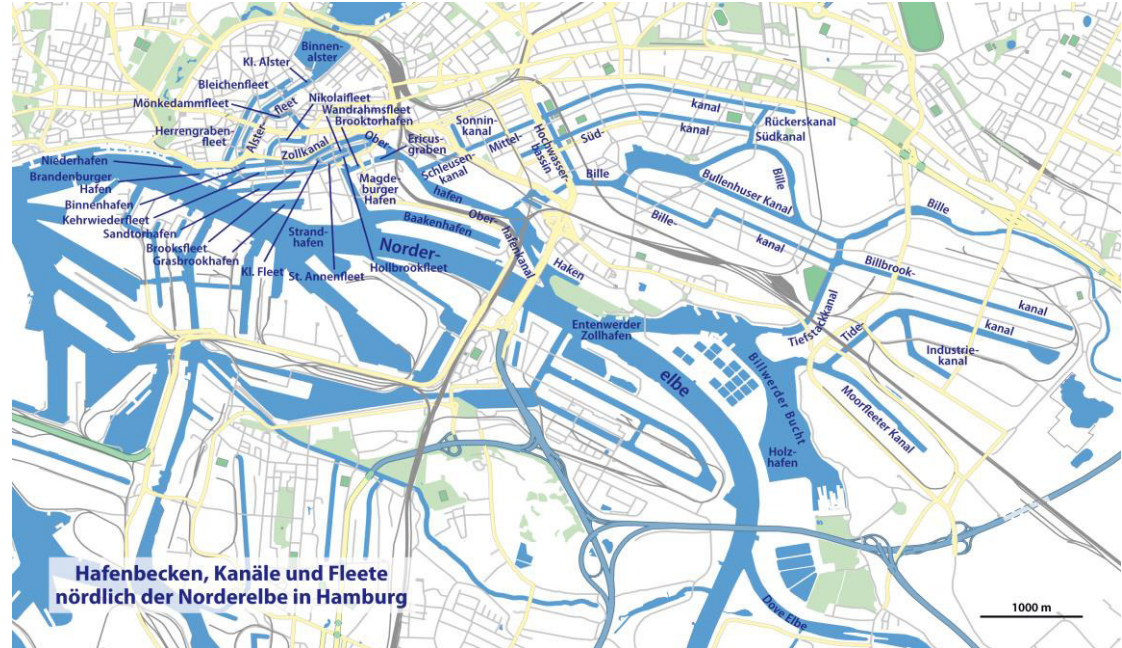 Binnen-
alster
Kl. Alster
Bleichenfleet
Mönkedammfleet
Alster-
fleet
Herrengraben-
fleet
Nikolaifleet
Wandrahmsfleet
Brooktorhafen
Ericus-
graben
Zollkanal
Ober-
hafen
Niederhafen
Brandenburger
Hafen
Binnenhafen
Kehrwiederfleet
Sandtorhafen
Brooksfleet
Grasbrookhafen
Kl. Fleet
St. Annenfleet
Hollbrookfleet
Strand-
hafen
Magde-
burger
Hafen
Baakenhafen
Schleusen-
kanal
Sonnin-
kanal
Mittel-
kanal
Hochwasser-
bassin
Süd-
kanal
Rückerskanal
Südkanal
Bille
Bille
Bullenhuser Kanal
Bille-
kanal
Bille
Billbrook-
kanal
Ober-
hafenkanal
Haken
Norder-
elbe
Entenwerder
Zollhafen
Tiefstackkanal
Tide-
kanal
Industrie-
kanal
Moorfleeter Kanal
Billwerder Bucht
Holz-
hafen
Dove Elbe
Hafenbecken, Kanäle und Fleete
nördlich der Norderelbe in Hamburg
1000 m